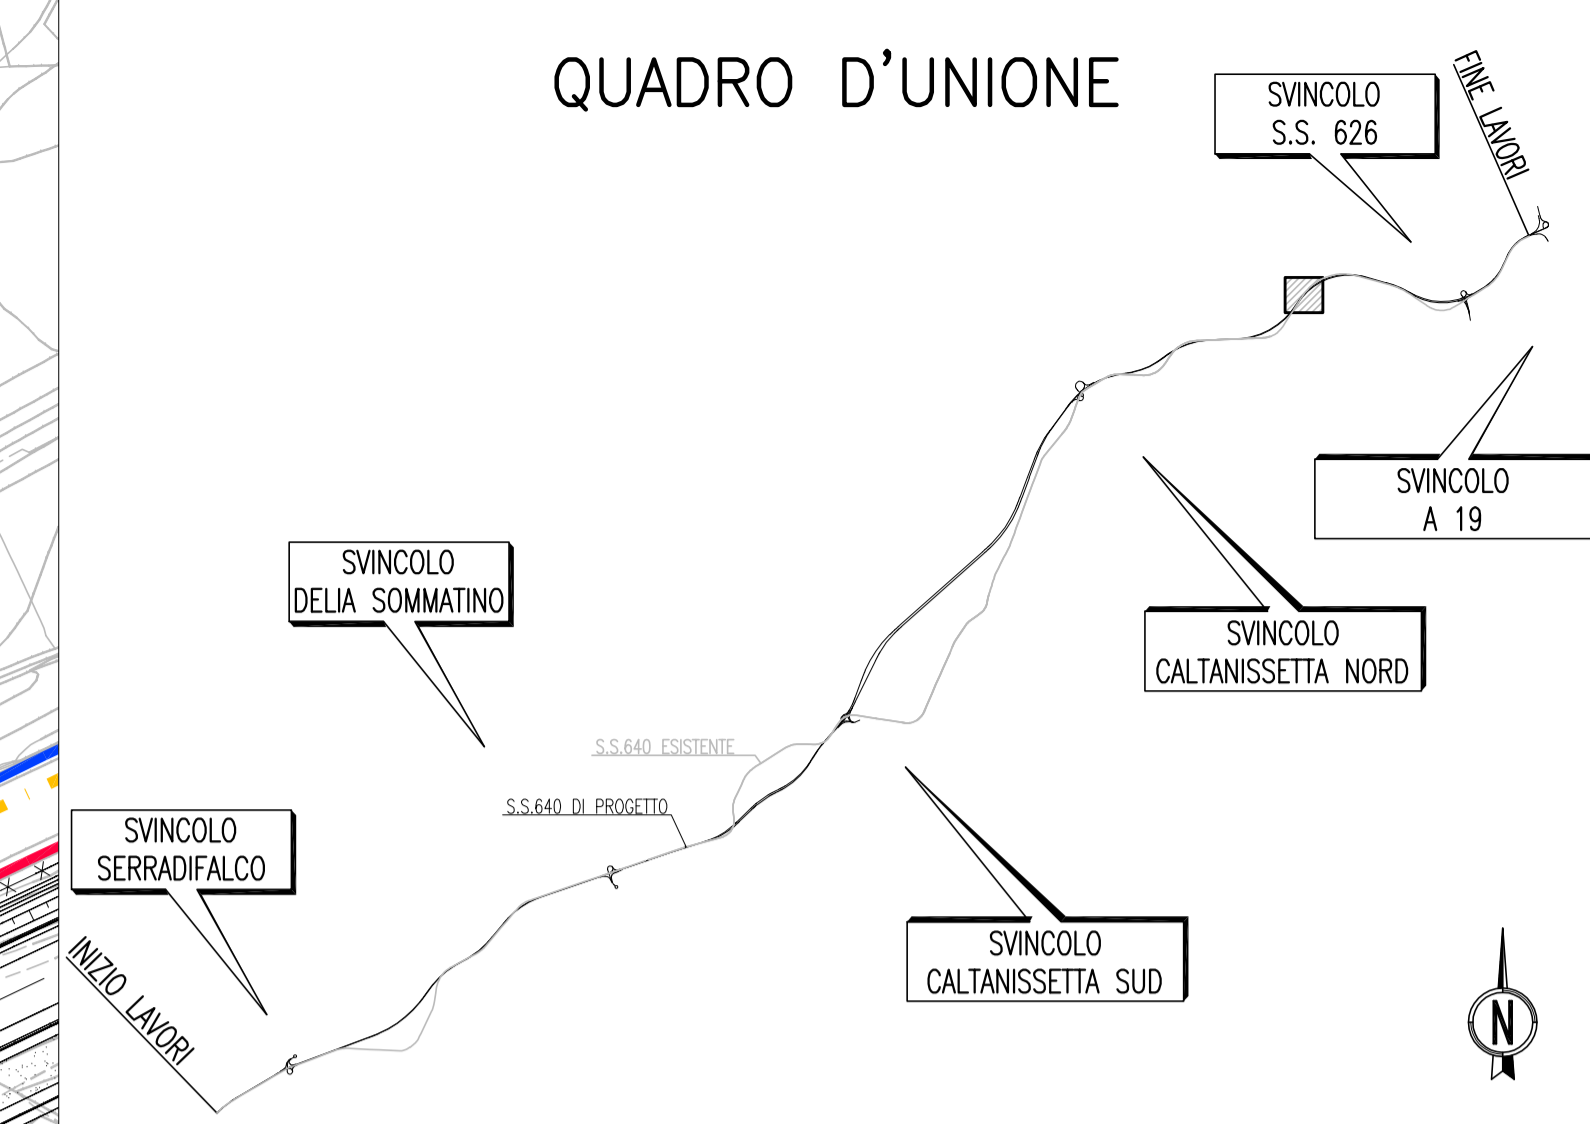 QUADRO D'UNIONE
SVINCOLO
S.S. 626
FINE LAVORI
SVINCOLO
A 19
SVINCOLO
DELIA SOMMATINO
SVINCOLO
CALTANISSETTA NORD
S.S.640 ESISTENTE
S.S.640 DI PROGETTO
SVINCOLO
SERRADIFALCO
SVINCOLO
CALTANISSETTA SUD
INIZIO LAVORI
N